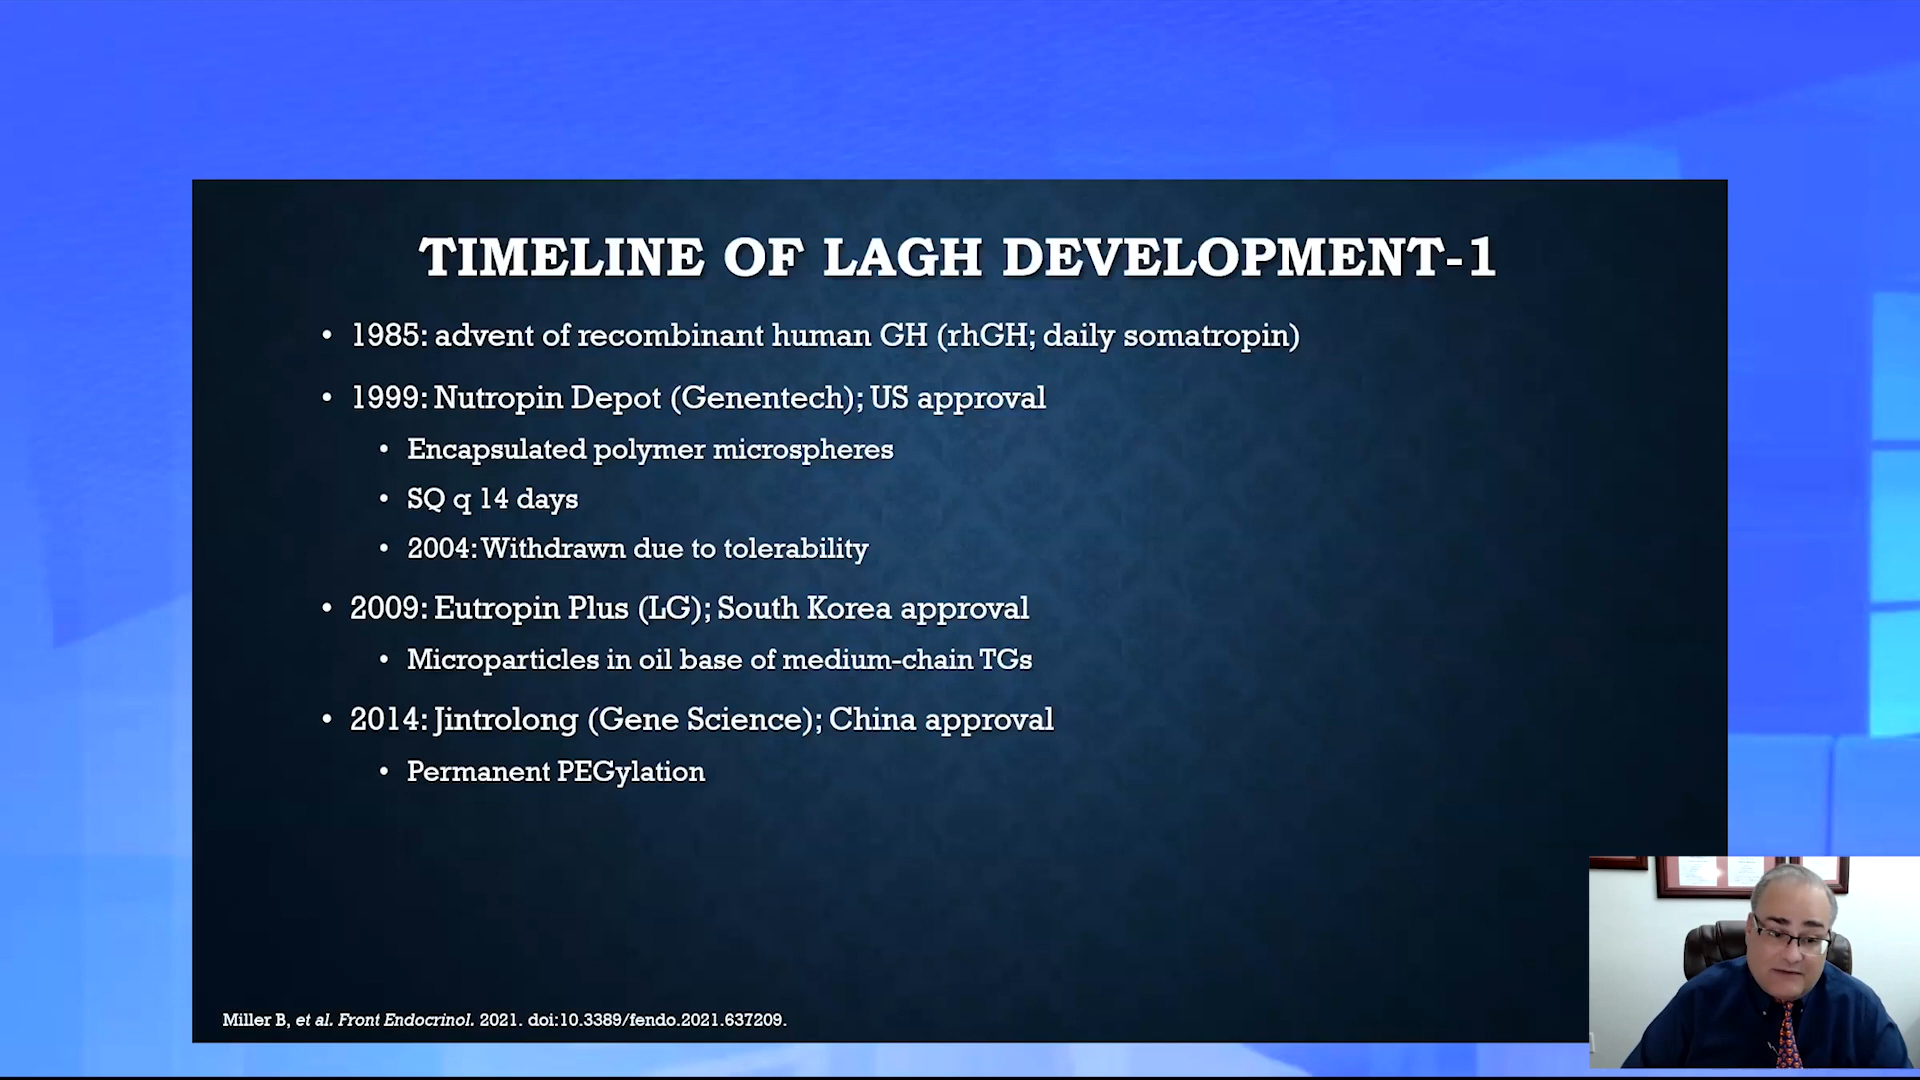 TIMELINE OF LAGH DEVELOPMENT-1
• 1985: advent of recombinant human GH (rhGH; daily somatropin)
• 1999: Nutropin Depot (Genentech); US approval
• Encapsulated polymer microspheres
• SQ q 14 days
• 2004: Withdrawn due to tolerability
• 2009: Eutropin Plus (LG); South Korea approval
• Microparticles in oil base of medium-chain TGs
• 2014: Jintrolong (Gene Science); China approval
• Permanent PEGylation
Miller B, et al. Front Endocrinol. 2021. doi:10.3389/fendo.2021.637209.